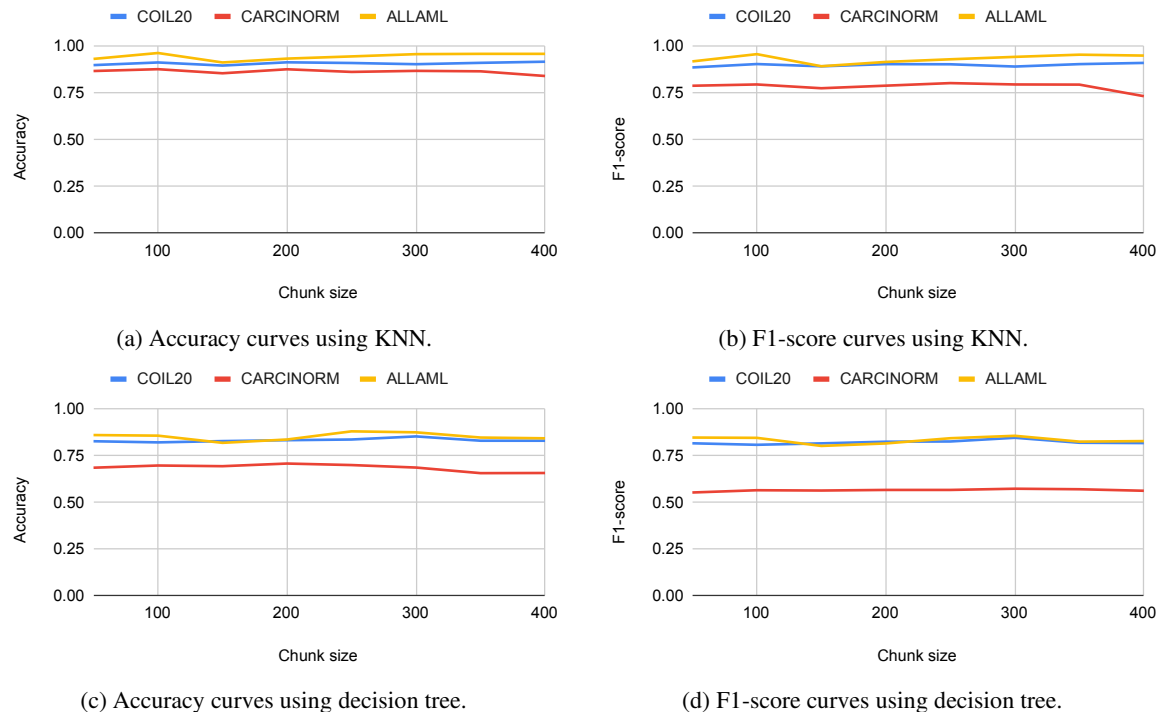 COIL20 CARCINORM ALLAML
1.00
0.75
0.50
0.25
0.00
Accuracy
100 200 300 400
Chunk size
(a) Accuracy curves using KNN.
COIL20 CARCINORM ALLAML
1.00
0.75
0.50
0.25
0.00
F1-score
100 200 300 400
Chunk size
(b) F1-score curves using KNN.
COIL20 CARCINORM ALLAML
1.00
0.75
0.50
0.25
0.00
Accuracy
100 200 300 400
Chunk size
(c) Accuracy curves using decision tree.
COIL20 CARCINORM ALLAML
1.00
0.75
0.50
0.25
0.00
F1-score
100 200 300 400
Chunk size
(d) F1-score curves using decision tree.